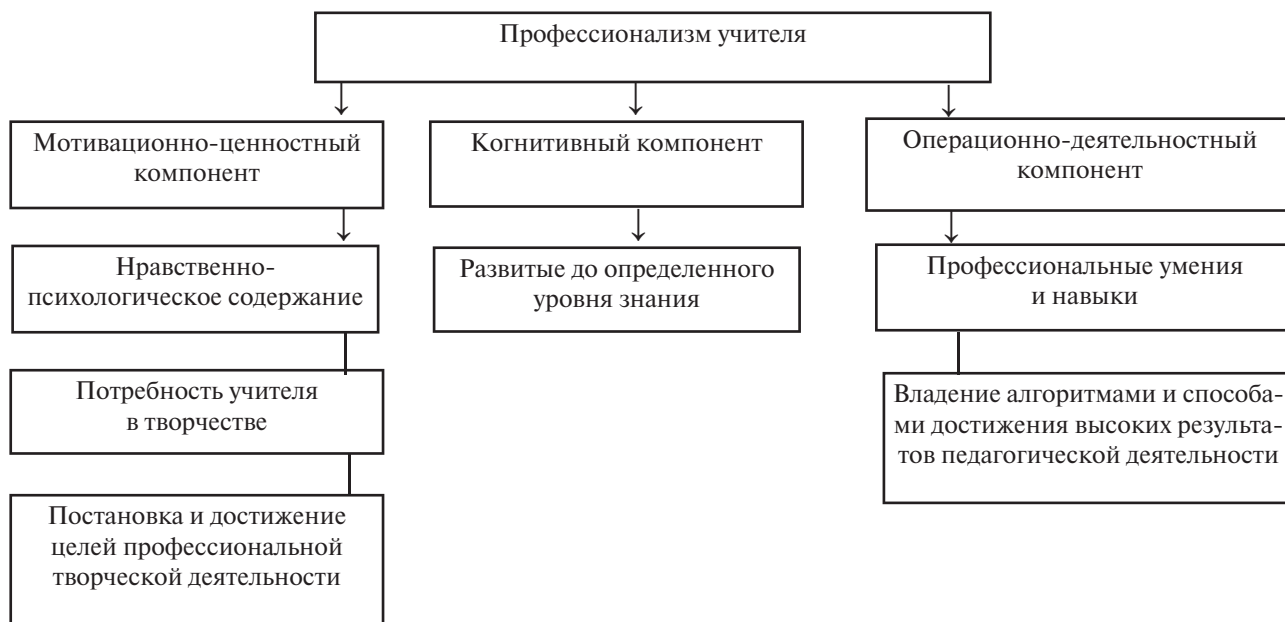 Профессионализм учителя
Мотивационно-ценностный
компонент
Когнитивный компонент
Операционно-деятельностный
компонент
Нравственно-
психологическое содержание
Развитые до определенного
уровня знания
Профессиональные умения
и навыки
Потребность учителя
в творчестве
Владение алгоритмами и способа-
ми достижения высоких результа-
тов педагогической деятельности
Постановка и достижение
целей профессиональной
творческой деятельности